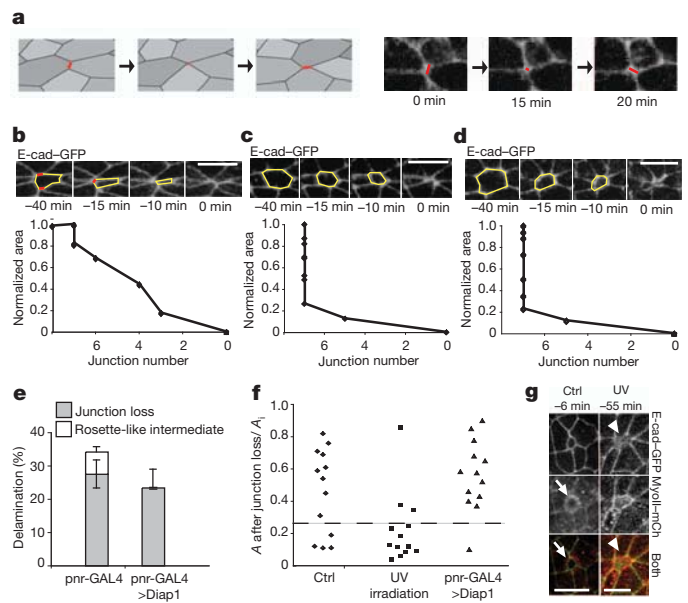 a
0 min
15 min
20 min
b
E-cad–GFP
–40 min
–15 min
–10 min
0 min
Normalized area
1.0
0.8
0.6
0.4
0.2
0
6
4
2
0
Junction number
c
E-cad–GFP
–40 min
–15 min
–10 min
0 min
Normalized area
1.0
0.8
0.6
0.4
0.2
0
6
4
2
0
Junction number
d
E-cad–GFP
–40 min
–15 min
–10 min
0 min
Normalized area
1.0
0.8
0.6
0.4
0.2
0
6
4
2
0
Junction number
e
Junction loss
Rosette-like intermediate
Delamination (%)
40
30
20
10
0
pnr-GAL4
pnr-GAL4
>Diap1
f
A after junction loss/ Ai
1.0
0.8
0.6
0.4
0.2
0
Ctrl
UV
irradiation
pnr-GAL4
>Diap1
g
Ctrl
–6 min
UV
–55 min
E-cad–GFP
MyoII–mCh
Both